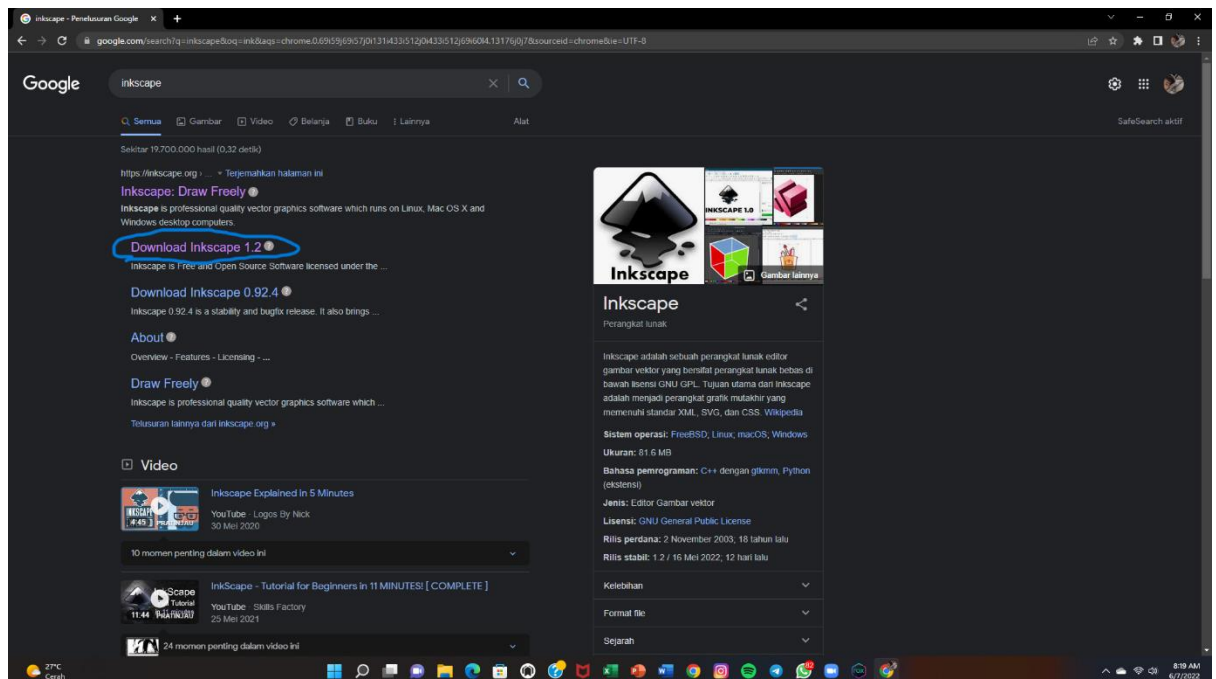 inkscape - Penelusuran Google
google.com/search?q=inkscape&oq=ink&aqs=chrome.0.69i59j69i57j0i131i433i512j0i433i512j69i60l4.13176j0j7&sourceid=chrome&ie=UTF-8
Google
inkscape
Semua Gambar Video Belanja Buku Lainnya Alat
SafeSearch aktif
Sekitar 19.700.000 hasil (0,32 detik)
https://inkscape.org › ... Terjemahkan halaman ini
Inkscape: Draw Freely
Inkscape is professional quality vector graphics software which runs on Linux, Mac OS X and
Windows desktop computers.
Download Inkscape 1.2
Inkscape is Free and Open Source Software licensed under the ...
Download Inkscape 0.92.4
Inkscape 0.92.4 is a stability and bugfix release. It also brings ...
About
Overview - Features - Licensing - ...
Draw Freely
Inkscape is professional quality vector graphics software which ...
Telusuran lainnya dari inkscape.org »
Video
Inkscape Explained in 5 Minutes
YouTube · Logos By Nick
30 Mei 2020
INKSCAPE
4:45
PRATINJAU
10 momen penting dalam video ini
InkScape - Tutorial for Beginners in 11 MINUTES! [ COMPLETE ]
YouTube · Skills Factory
25 Mei 2021
InkScape
Tutorial
11:44
PRATINJAU
24 momen penting dalam video ini
Inkscape
INKSCAPE 1.0
Gambar lainnya
Inkscape
Perangkat lunak
Inkscape adalah sebuah perangkat lunak editor
gambar vektor yang bersifat perangkat lunak bebas di
bawah lisensi GNU GPL. Tujuan utama dari Inkscape
adalah menjadi perangkat grafik mutakhir yang
memenuhi standar XML, SVG, dan CSS. Wikipedia
Sistem operasi: FreeBSD; Linux; macOS; Windows
Ukuran: 81.6 MB
Bahasa pemrograman: C++ dengan gtkmm, Python
(ekstensi)
Jenis: Editor Gambar vektor
Lisensi: GNU General Public License
Rilis perdana: 2 November 2003; 18 tahun lalu
Rilis stabil: 1.2 / 16 Mei 2022; 12 hari lalu
Kelebihan
Format file
Sejarah
27°C
Cerah
8:19 AM
6/7/2022